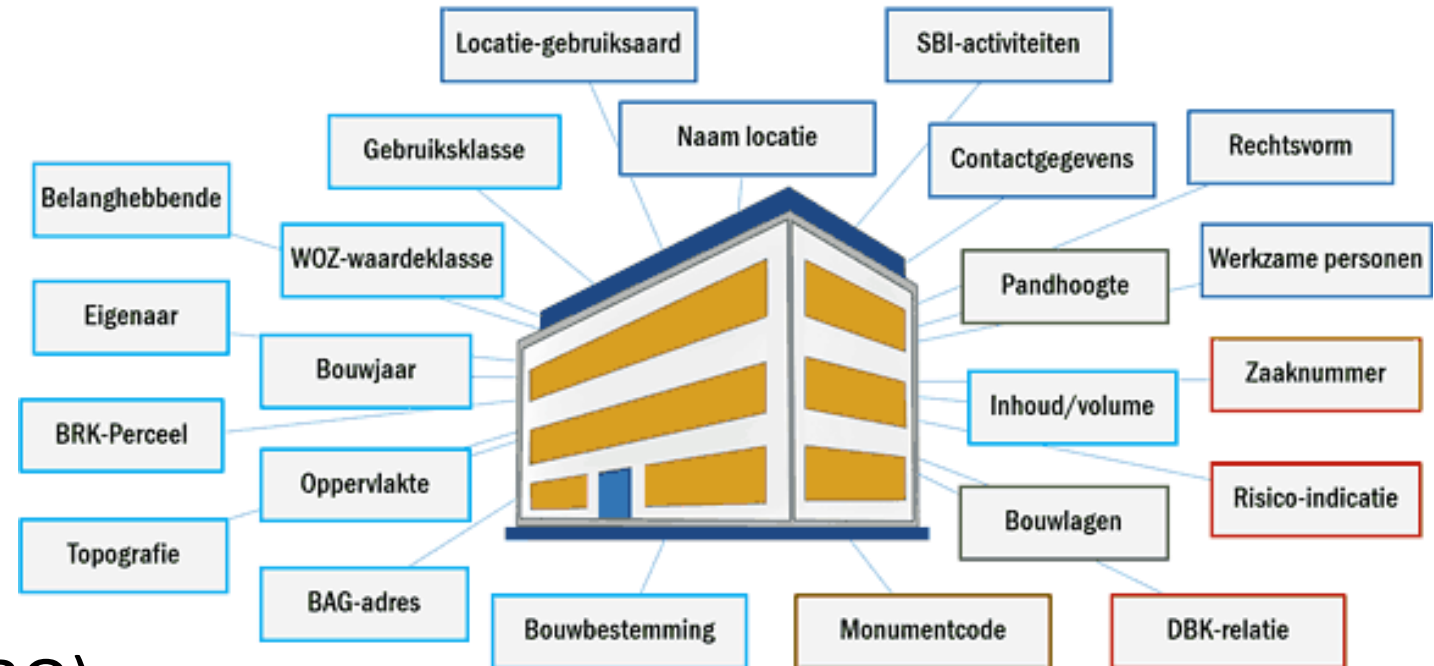 Locatie-gebruiksaard
SBI-activiteiten
Naam locatie
Gebruiksklasse
Contactgegevens
Rechtsvorm
Belanghebbende
WOZ-waardeklasse
Werkzame personen
Pandhoogte
Eigenaar
Bouwjaar
Zaaknummer
Inhoud/volume
BRK-Perceel
Oppervlakte
Risico-indicatie
Bouwlagen
Topografie
BAG-adres
Bouwbestemming
Monumentcode
DBK-relatie